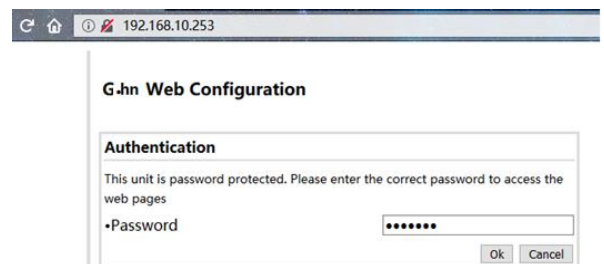 192.168.10.253
G.hn Web Configuration
Authentication
This unit is password protected. Please enter the correct password to access the
web pages
•Password •••••••
Ok Cancel